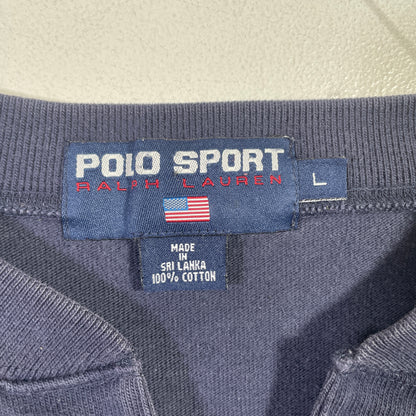 POLO SPORT
RALPH LAUREN
L
MADE
IN
SRI LANKA
100% COTTON